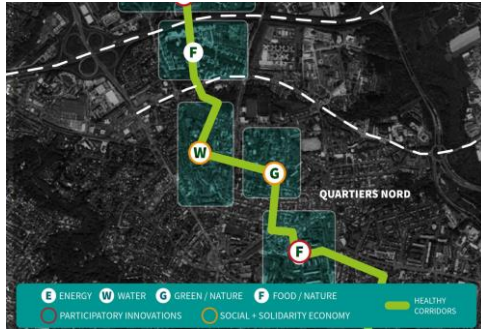 F
W
G
QUARTIERS NORD
F
E ENERGY W WATER G GREEN / NATURE F FOOD / NATURE
PARTICIPATORY INNOVATIONS SOCIAL + SOLIDARITY ECONOMY
HEALTHY
CORRIDORS